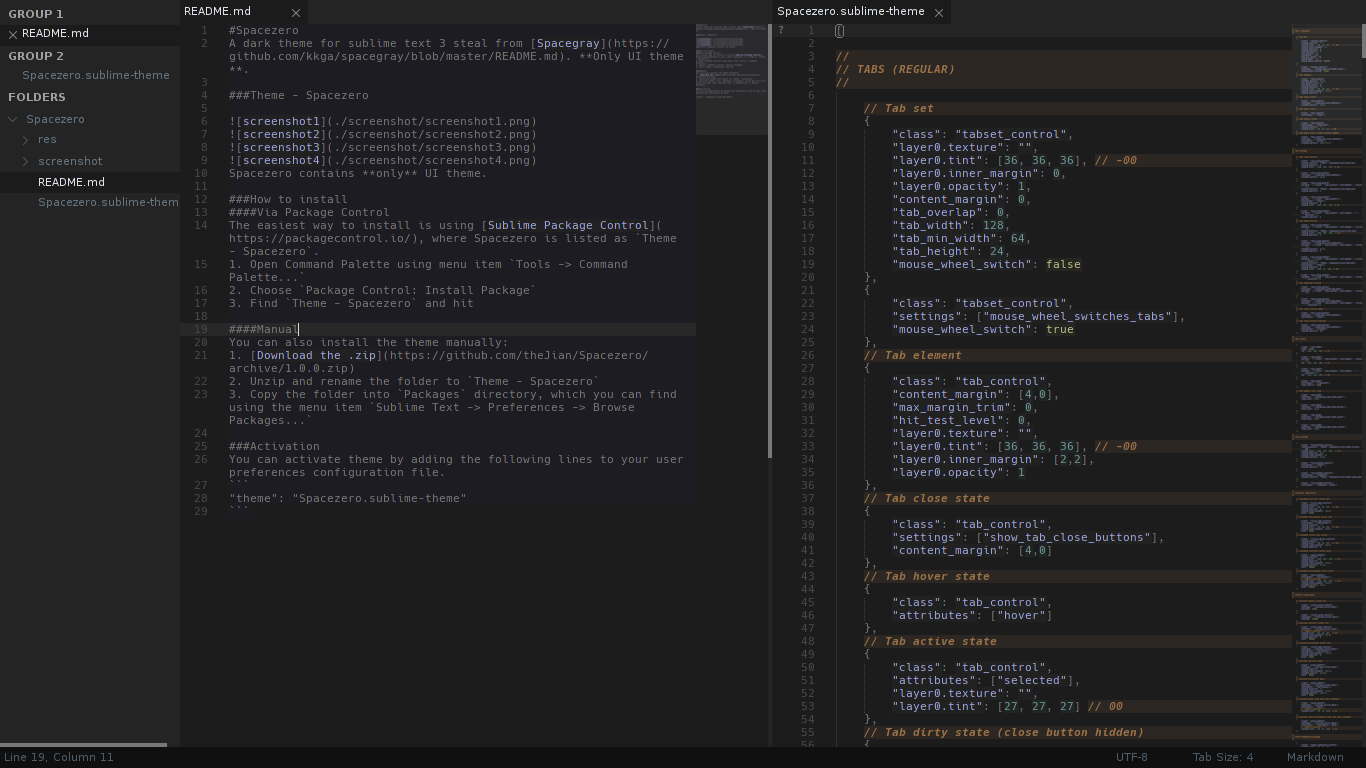 GROUP 1
README.md
GROUP 2
Spacezero.sublime-theme
FOLDERS
Spacezero
res
screenshot
README.md
Spacezero.sublime-them
README.md
1 #Spacezero
2 A dark theme for sublime text 3 steal from [Spacegray](https://
github.com/kkga/spacegray/blob/master/README.md). **Only UI theme
**.
3
4 ###Theme - Spacezero
5
6 ![screenshot1](./screenshot/screenshot1.png)
7 ![screenshot2](./screenshot/screenshot2.png)
8 ![screenshot3](./screenshot/screenshot3.png)
9 ![screenshot4](./screenshot/screenshot4.png)
10 Spacezero contains **only** UI theme.
11
12 ###How to install
13 ####Via Package Control
14 The easiest way to install is using [Sublime Package Control](
https://packagecontrol.io/), where Spacezero is listed as `Theme
- Spacezero`.
15 1. Open Command Palette using menu item `Tools -> Command
Palette...`
16 2. Choose `Package Control: Install Package`
17 3. Find `Theme - Spacezero` and hit
18
19 ####Manual
20 You can also install the theme manually:
21 1. [Download the .zip](https://github.com/theJian/Spacezero/
archive/1.0.0.zip)
22 2. Unzip and rename the folder to `Theme - Spacezero`
23 3. Copy the folder into `Packages` directory, which you can find
using the menu item `Sublime Text -> Preferences -> Browse
Packages...`
24
25 ###Activation
26 You can activate theme by adding the following lines to your user
preferences configuration file.
27 ```
28 "theme": "Spacezero.sublime-theme"
29 ```
Spacezero.sublime-theme
? 1 [
2
3 //
4 // TABS (REGULAR)
5 //
6
7 // Tab set
8 {
9 "class": "tabset_control",
10 "layer0.texture": "",
11 "layer0.tint": [36, 36, 36], // -00
12 "layer0.inner_margin": 0,
13 "layer0.opacity": 1,
14 "content_margin": 0,
15 "tab_overlap": 0,
16 "tab_width": 128,
17 "tab_min_width": 64,
18 "tab_height": 24,
19 "mouse_wheel_switch": false
20 },
21 {
22 "class": "tabset_control",
23 "settings": ["mouse_wheel_switches_tabs"],
24 "mouse_wheel_switch": true
25 },
26 // Tab element
27 {
28 "class": "tab_control",
29 "content_margin": [4,0],
30 "max_margin_trim": 0,
31 "hit_test_level": 0,
32 "layer0.texture": "",
33 "layer0.tint": [36, 36, 36], // -00
34 "layer0.inner_margin": [2,2],
35 "layer0.opacity": 1
36 },
37 // Tab close state
38 {
39 "class": "tab_control",
40 "settings": ["show_tab_close_buttons"],
41 "content_margin": [4,0]
42 },
43 // Tab hover state
44 {
45 "class": "tab_control",
46 "attributes": ["hover"]
47 },
48 // Tab active state
49 {
50 "class": "tab_control",
51 "attributes": ["selected"],
52 "layer0.texture": "",
53 "layer0.tint": [27, 27, 27] // 00
54 },
55 // Tab dirty state (close button hidden)
56 {
Line 19, Column 11
UTF-8
Tab Size: 4
Markdown